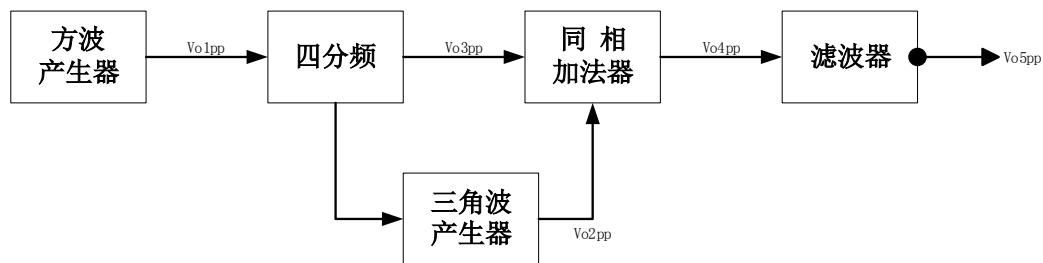 方波
产生器
Vo1pp
四分频
Vo3pp
同 相
加法器
Vo4pp
滤波器
Vo5pp
三角波
产生器
Vo2pp